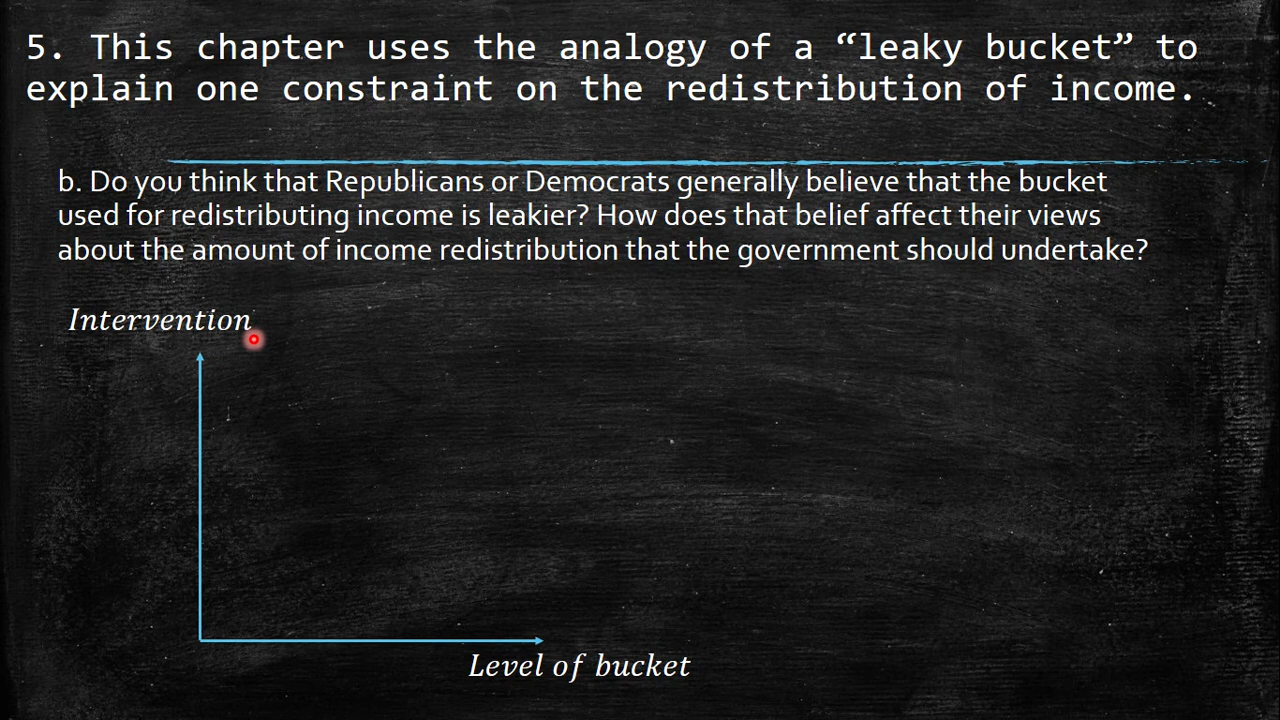 5. This chapter uses the analogy of a “leaky bucket” to
explain one constraint on the redistribution of income.
b. Do you think that Republicans or Democrats generally believe that the bucket
used for redistributing income is leakier? How does that belief affect their views
about the amount of income redistribution that the government should undertake?
Intervention
Level of bucket